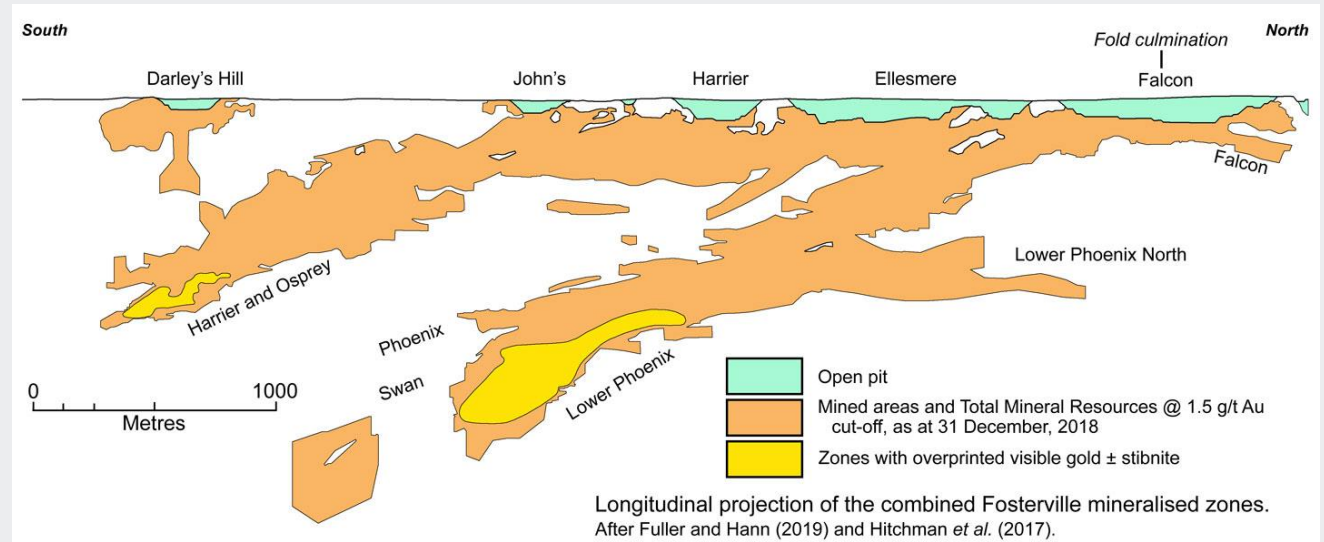 South
North
Fold culmination
Darley's Hill
John's
Harrier
Ellesmere
Falcon
Falcon
Lower Phoenix North
Harrier and Osprey
Phoenix
Swan
Lower Phoenix
0
1000
Metres
Open pit
Mined areas and Total Mineral Resources @ 1.5 g/t Au
cut-off, as at 31 December, 2018
Zones with overprinted visible gold ± stibnite
Longitudinal projection of the combined Fosterville mineralised zones.
After Fuller and Hann (2019) and Hitchman et al. (2017).